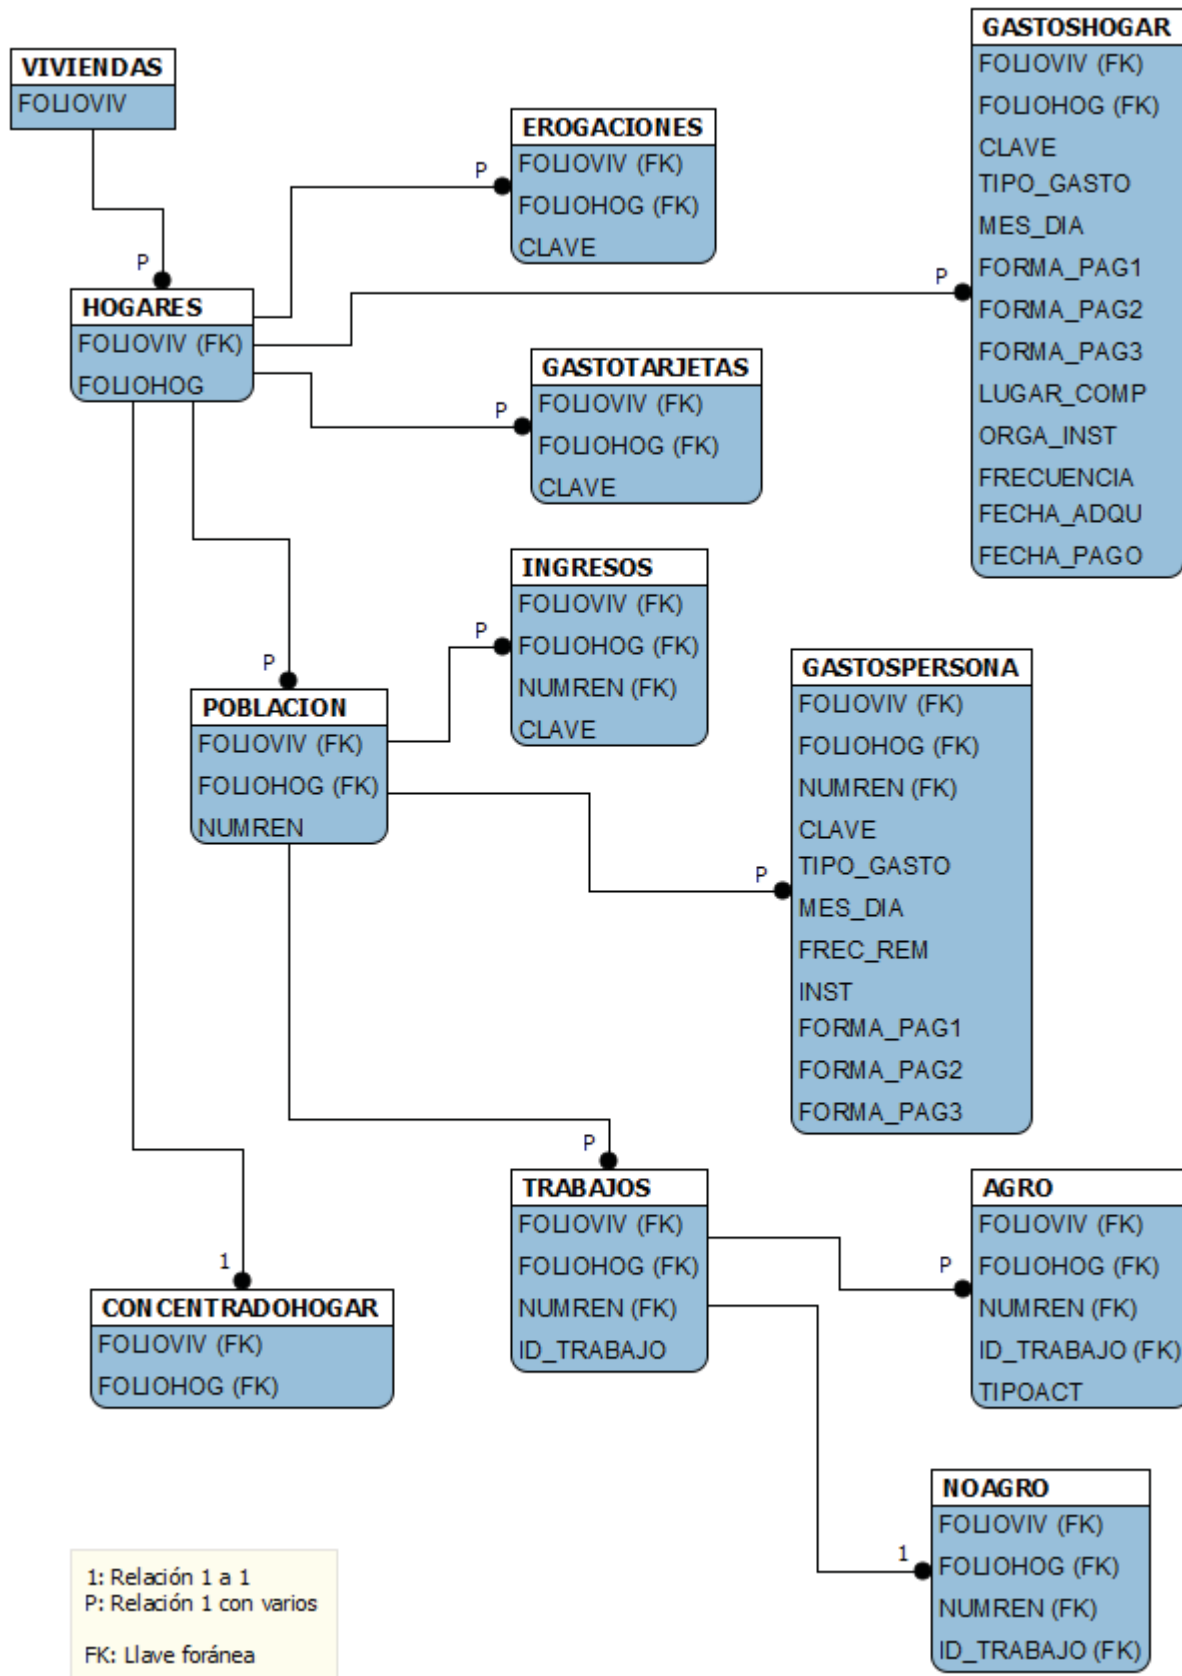 VIVIENDAS
FOLIOVIV
P
HOGARES
FOLIOVIV (FK)
FOLIOHOG
P
EROGACIONES
FOLIOVIV (FK)
FOLIOHOG (FK)
CLAVE
P
GASTOSHOGAR
FOLIOVIV (FK)
FOLIOHOG (FK)
CLAVE
TIPO_GASTO
MES_DIA
FORMA_PAG1
FORMA_PAG2
FORMA_PAG3
LUGAR_COMP
ORGA_INST
FRECUENCIA
FECHA_ADQU
FECHA_PAGO
P
GASTOTARJETAS
FOLIOVIV (FK)
FOLIOHOG (FK)
CLAVE
P
POBLACION
FOLIOVIV (FK)
FOLIOHOG (FK)
NUMREN
P
INGRESOS
FOLIOVIV (FK)
FOLIOHOG (FK)
NUMREN (FK)
CLAVE
P
GASTOSPERSONA
FOLIOVIV (FK)
FOLIOHOG (FK)
NUMREN (FK)
CLAVE
TIPO_GASTO
MES_DIA
FREC_REM
INST
FORMA_PAG1
FORMA_PAG2
FORMA_PAG3
P
TRABAJOS
FOLIOVIV (FK)
FOLIOHOG (FK)
NUMREN (FK)
ID_TRABAJO
P
AGRO
FOLIOVIV (FK)
FOLIOHOG (FK)
NUMREN (FK)
ID_TRABAJO (FK)
TIPOACT
1
CONCENTRADOHOGAR
FOLIOVIV (FK)
FOLIOHOG (FK)
1
NOAGRO
FOLIOVIV (FK)
FOLIOHOG (FK)
NUMREN (FK)
ID_TRABAJO (FK)
1: Relación 1 a 1
P: Relación 1 con varios
FK: Llave foránea